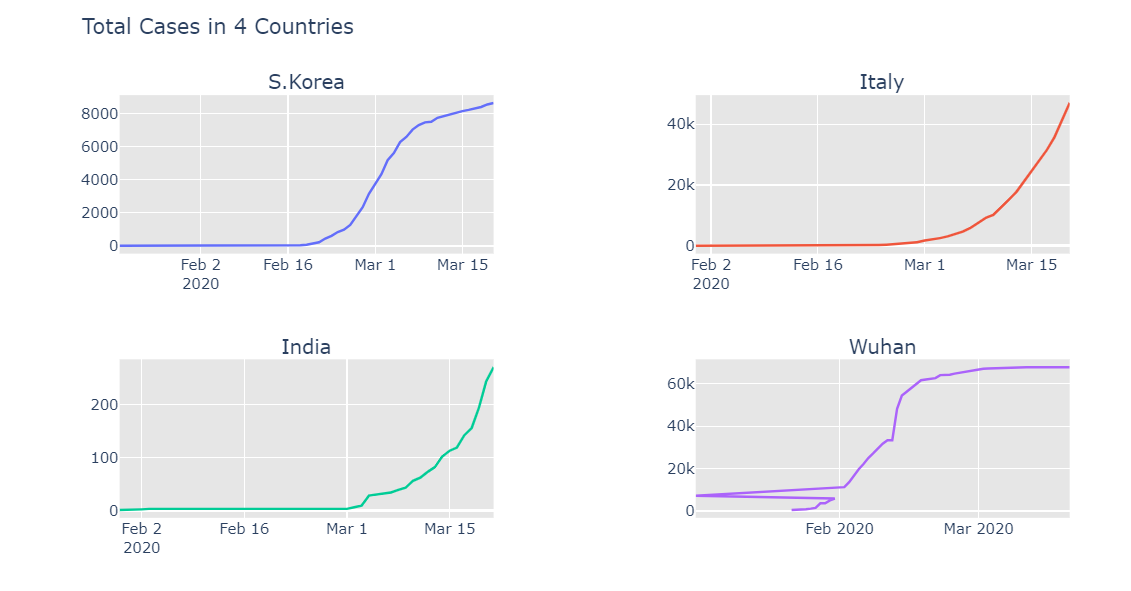 Total Cases in 4 Countries
S.Korea
8000
6000
4000
2000
0
Feb 2
2020
Feb 16
Mar 1
Mar 15
Italy
40k
20k
0
Feb 2
2020
Feb 16
Mar 1
Mar 15
India
200
100
0
Feb 2
2020
Feb 16
Mar 1
Mar 15
Wuhan
60k
40k
20k
0
Feb 2020
Mar 2020